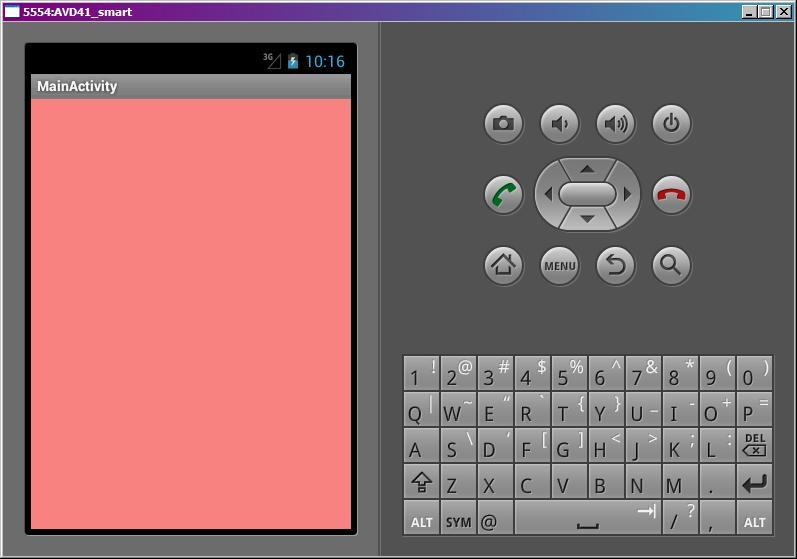 5554:AVD41_smart
3G 10:16
MainActivity
MENU
1 ! 2 @ 3 # 4 $ 5 % 6 ^ 7 & 8 * 9 ( 0 )
Q | W ~ E “ R ` T { Y } U _ I - O + P =
A S \ D ‘ F [ G ] H < J > K ; L : DEL
Z X C V B N M .
ALT SYM @ / ? , ALT